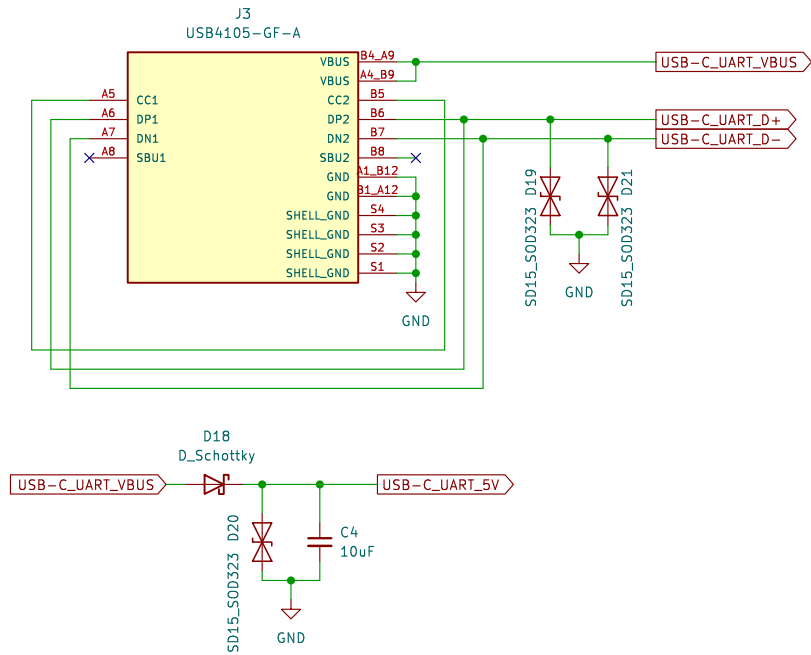 J3
USB4105-GF-A
VBUS B4_A9 USB-C_UART_VBUS
VBUS A4_B9
A5 CC1 CC2 B5
A6 DP1 DP2 B6 USB-C_UART_D+
A7 DN1 DN2 B7 USB-C_UART_D-
A8 SBU1 SBU2 B8
GND A1_B12
GND B1_A12
SHELL_GND S4
SHELL_GND S3
SHELL_GND S2
SHELL_GND S1
GND
D19
SD15_SOD323
D21
SD15_SOD323
GND
D18
D_Schottky
USB-C_UART_VBUS
USB-C_UART_5V
D20
SD15_SOD323
C4
10uF
GND